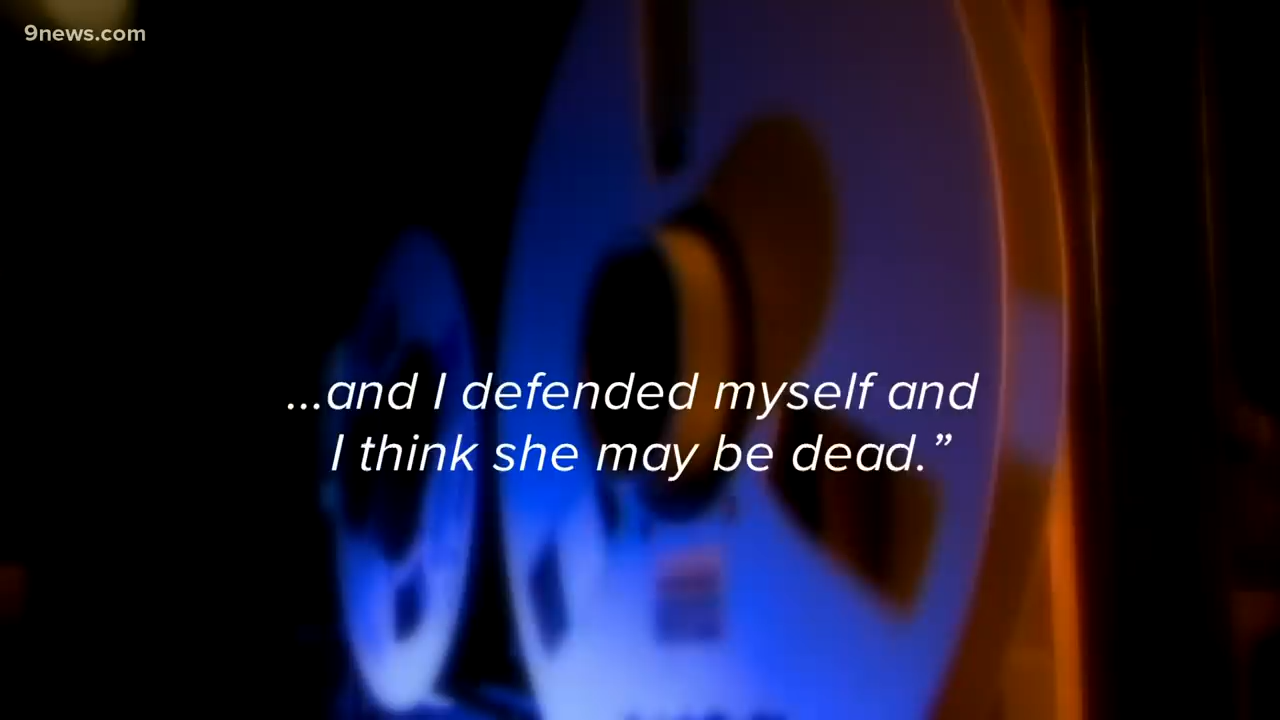 9news.com
...and I defended myself and
I think she may be dead.”